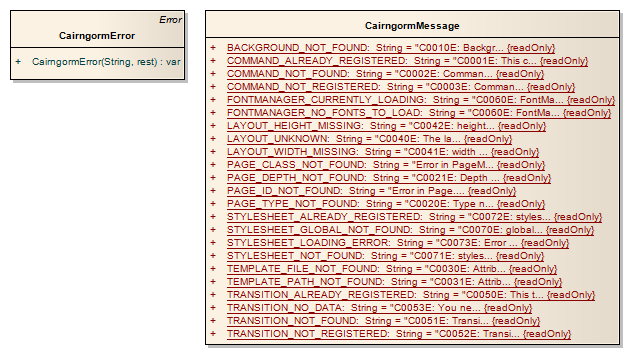 Error
CairngormError
+ CairngormError(String, rest) : var
CairngormMessage
+ BACKGROUND_NOT_FOUND: String = "C0010E: Backgr... {readOnly}
+ COMMAND_ALREADY_REGISTERED: String = "C0001E: This c... {readOnly}
+ COMMAND_NOT_FOUND: String = "C0002E: Comman... {readOnly}
+ COMMAND_NOT_REGISTERED: String = "C0003E: Comman... {readOnly}
+ FONTMANAGER_CURRENTLY_LOADING: String = "C0060E: FontMa... {readOnly}
+ FONTMANAGER_NO_FONTS_TO_LOAD: String = "C0060E: FontMa... {readOnly}
+ LAYOUT_HEIGHT_MISSING: String = "C0042E: height... {readOnly}
+ LAYOUT_UNKNOWN: String = "C0040E: The la... {readOnly}
+ LAYOUT_WIDTH_MISSING: String = "C0041E: width ... {readOnly}
+ PAGE_CLASS_NOT_FOUND: String = "Error in PageM... {readOnly}
+ PAGE_DEPTH_NOT_FOUND: String = "C0021E: Depth ... {readOnly}
+ PAGE_ID_NOT_FOUND: String = "Error in Page.... {readOnly}
+ PAGE_TYPE_NOT_FOUND: String = "C0020E: Type n... {readOnly}
+ STYLESHEET_ALREADY_REGISTERED: String = "C0072E: styles... {readOnly}
+ STYLESHEET_GLOBAL_NOT_FOUND: String = "C0070E: global... {readOnly}
+ STYLESHEET_LOADING_ERROR: String = "C0073E: Error ... {readOnly}
+ STYLESHEET_NOT_FOUND: String = "C0071E: styles... {readOnly}
+ TEMPLATE_FILE_NOT_FOUND: String = "C0030E: Attrib... {readOnly}
+ TEMPLATE_PATH_NOT_FOUND: String = "C0031E: Attrib... {readOnly}
+ TRANSITION_ALREADY_REGISTERED: String = "C0050E: This t... {readOnly}
+ TRANSITION_NO_DATA: String = "C0053E: You ne... {readOnly}
+ TRANSITION_NOT_FOUND: String = "C0051E: Transi... {readOnly}
+ TRANSITION_NOT_REGISTERED: String = "C0052E: Transi... {readOnly}